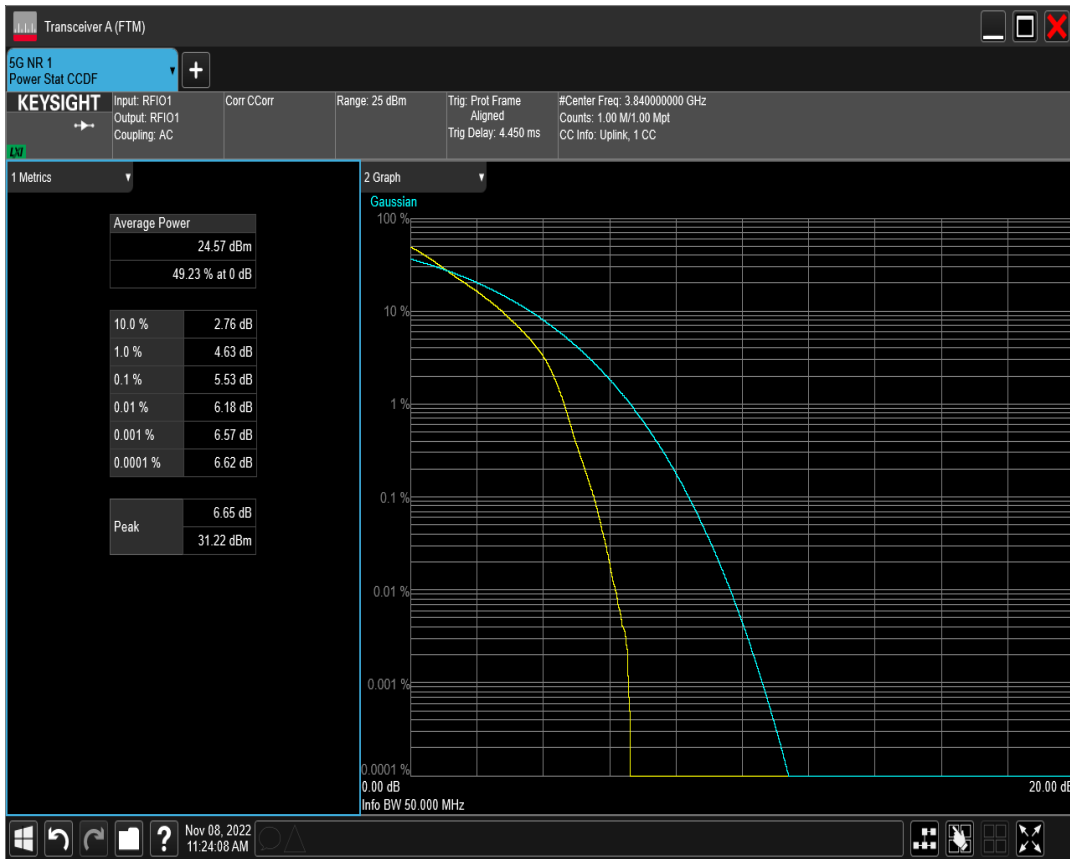 Transceiver A (FTM)
5G NR 1
Power Stat CCDF
+
KEYSIGHT
LXI
Input: RFIO1
Output: RFIO1
Coupling: AC
Corr CCorr
Range: 25 dBm
Trig: Prot Frame
Aligned
Trig Delay: 4.450 ms
#Center Freq: 3.840000000 GHz
Counts: 1.00 M/1.00 Mpt
CC Info: Uplink, 1 CC
1 Metrics
Average Power
24.57 dBm
49.23 % at 0 dB
10.0 % 2.76 dB
1.0 % 4.63 dB
0.1 % 5.53 dB
0.01 % 6.18 dB
0.001 % 6.57 dB
0.0001 % 6.62 dB
Peak 6.65 dB
31.22 dBm
2 Graph
Gaussian
100 %
10 %
1 %
0.1 %
0.01 %
0.001 %
0.0001 %
0.00 dB 20.00 dB
Info BW 50.000 MHz
?
Nov 08, 2022
11:24:08 AM